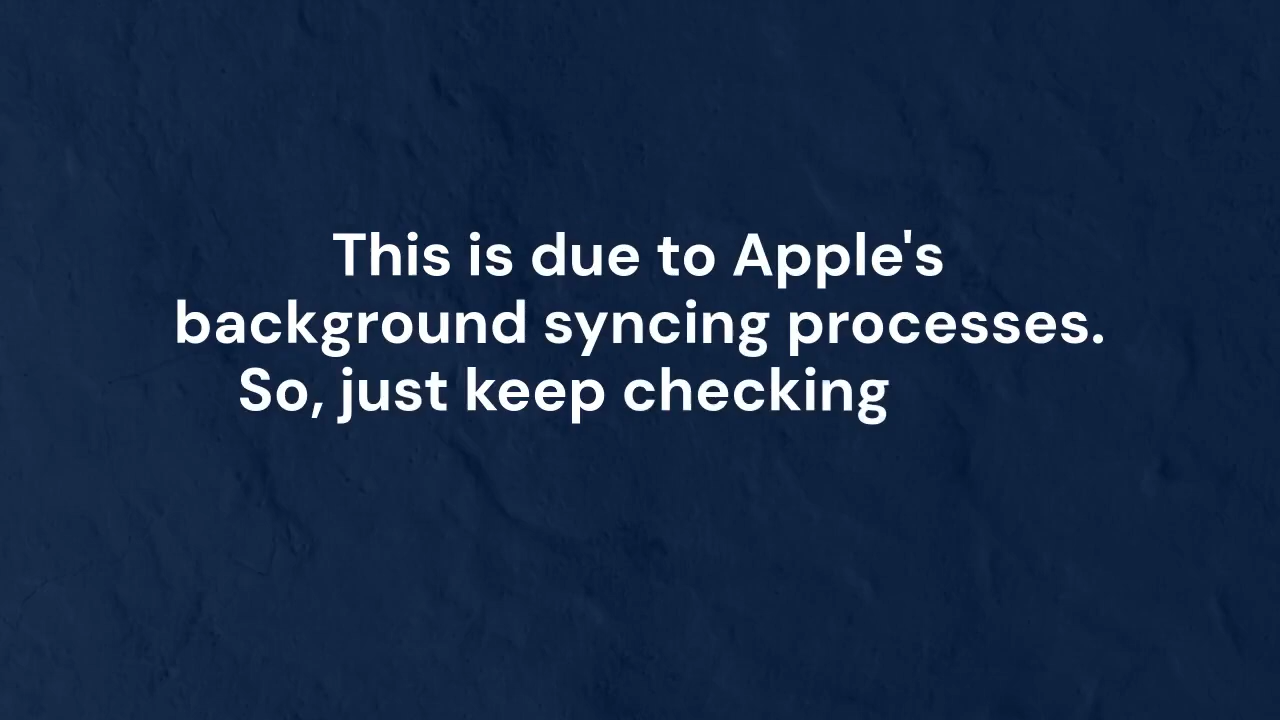 This is due to Apple's
background syncing processes.
So, just keep checking